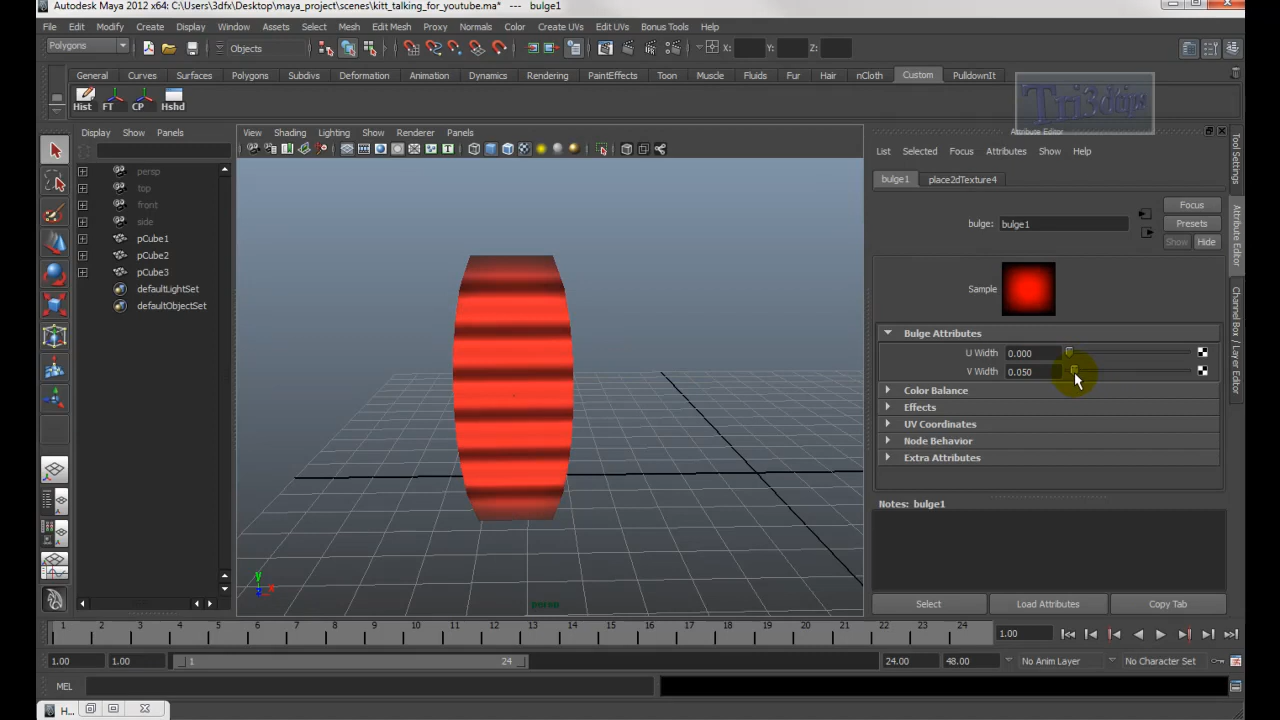 Autodesk Maya 2012 x64: C:\Users\3dfx\Desktop\maya_project\scenes\kitt_talking_for_youtube.ma* --- bulge1
File Edit Modify Create Display Window Assets Select Mesh Edit Mesh Proxy Normals Color Create UVs Edit UVs Bonus Tools Help
Polygons Objects X: Y: Z:
General Curves Surfaces Polygons Subdivs Deformation Animation Dynamics Rendering PaintEffects Toon Muscle Fluids Fur Hair nCloth Custom PulldownIt
Tri3dtips
Hist FT CP Hshd
Display Show Panels
View Shading Lighting Show Renderer Panels
Attribute Editor
List Selected Focus Attributes Show Help
bulge1 place2dTexture4
persp
top
front
side
pCube1
pCube2
pCube3
defaultLightSet
defaultObjectSet
Focus
bulge: bulge1 Presets
Show Hide
Sample
Bulge Attributes
U Width 0.000
V Width 0.050
Color Balance
Effects
UV Coordinates
Node Behavior
Extra Attributes
Notes: bulge1
Select Load Attributes Copy Tab
Tool Settings
Attribute Editor
Channel Box / Layer Editor
y
x
z
persp
1 2 3 4 5 6 7 8 9 10 11 12 13 14 15 16 17 18 19 20 21 22 23 24 1.00
1.00 1.00 1 24 24.00 48.00 No Anim Layer No Character Set
MEL
H...